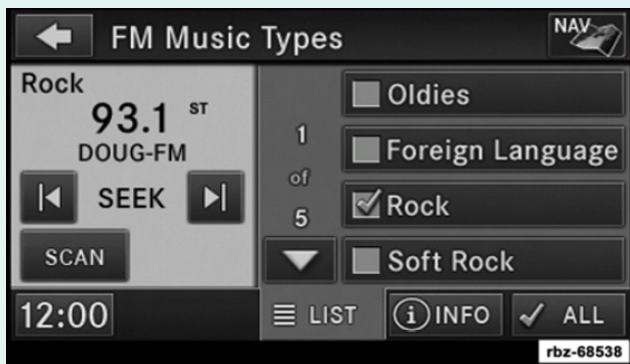 FM Music Types
NAV
Rock
93.1 ST
DOUG-FM
SEEK
SCAN
1
of
5
Oldies
Foreign Language
Rock
Soft Rock
12:00
LIST
i INFO
ALL
rbz-68538